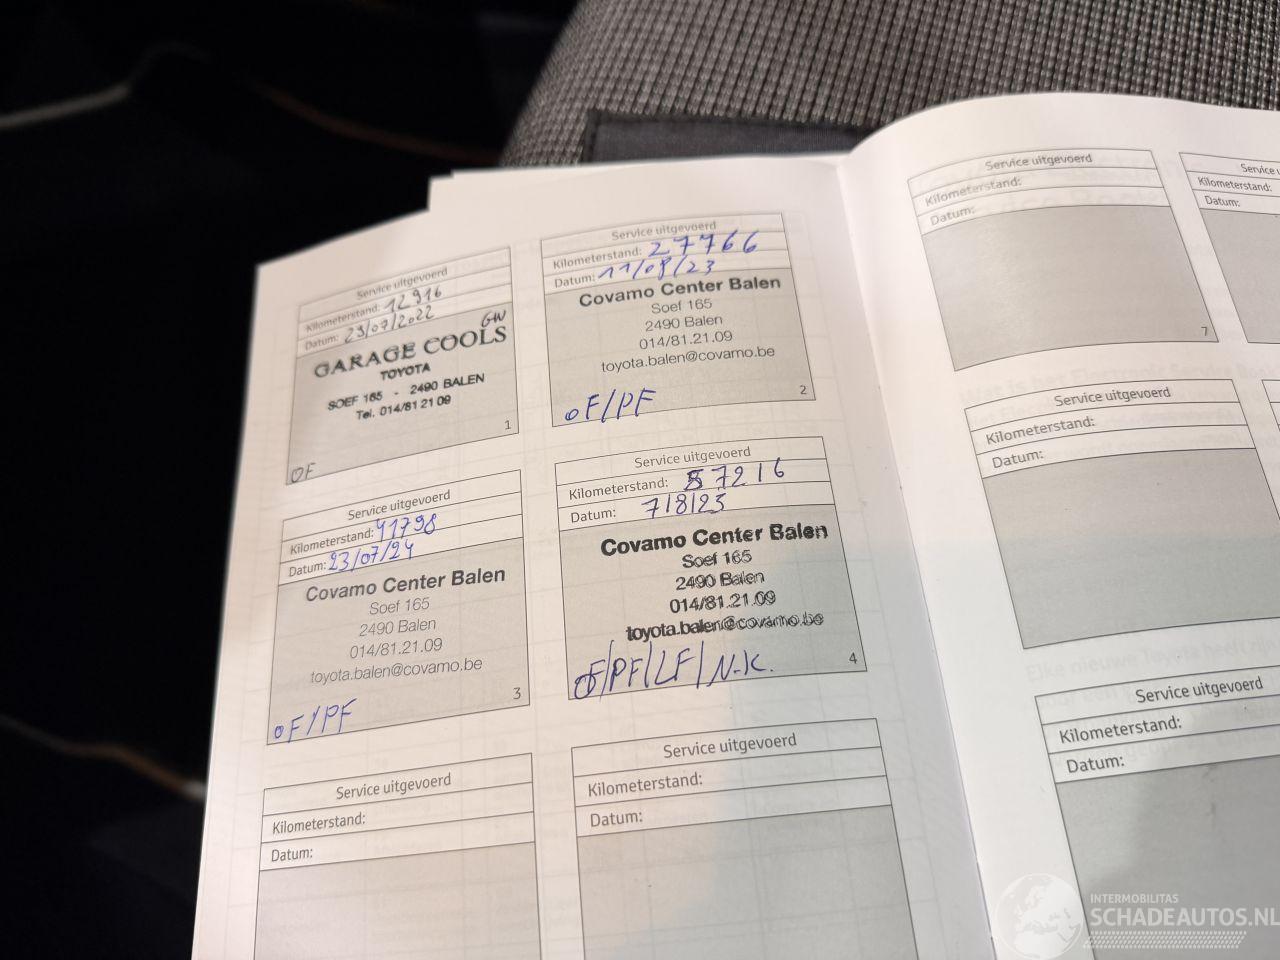 Service uitgevoerd
Kilometerstand: 12916
Datum: 23/07/2022
GW
GARAGE COOLS
TOYOTA
SOEF 165 - 2490 BALEN
Tel. 014/81 21 09
1
OF
Service uitgevoerd
Kilometerstand: 27766
Datum: 11/08/23
Covamo Center Balen
Soef 165
2490 Balen
014/81.21.09
toyota.balen@covamo.be
OF/PF
2
Service uitgevoerd
Kilometerstand: 41798
Datum: 23/07/24
Covamo Center Balen
Soef 165
2490 Balen
014/81.21.09
toyota.balen@covamo.be
3
OF/PF
Service uitgevoerd
Kilometerstand: 57216
Datum: 7/8/25
Covamo Center Balen
Soef 165
2490 Balen
014/81.21.09
toyota.balen@covamo.be
OF/PF/LF/N.K.
4
Service uitgevoerd
Kilometerstand:
Datum:
Service uitgevoerd
Kilometerstand:
Datum:
Service uitgevoerd
Kilometerstand:
Datum:
7
Service u
Kilometerstand:
Datum:
Service uitgevoerd
Kilometerstand:
Datum:
Service uitgevoerd
Kilometerstand:
Datum:
INTERMOBILITAS
SCHADEAUTOS.NL